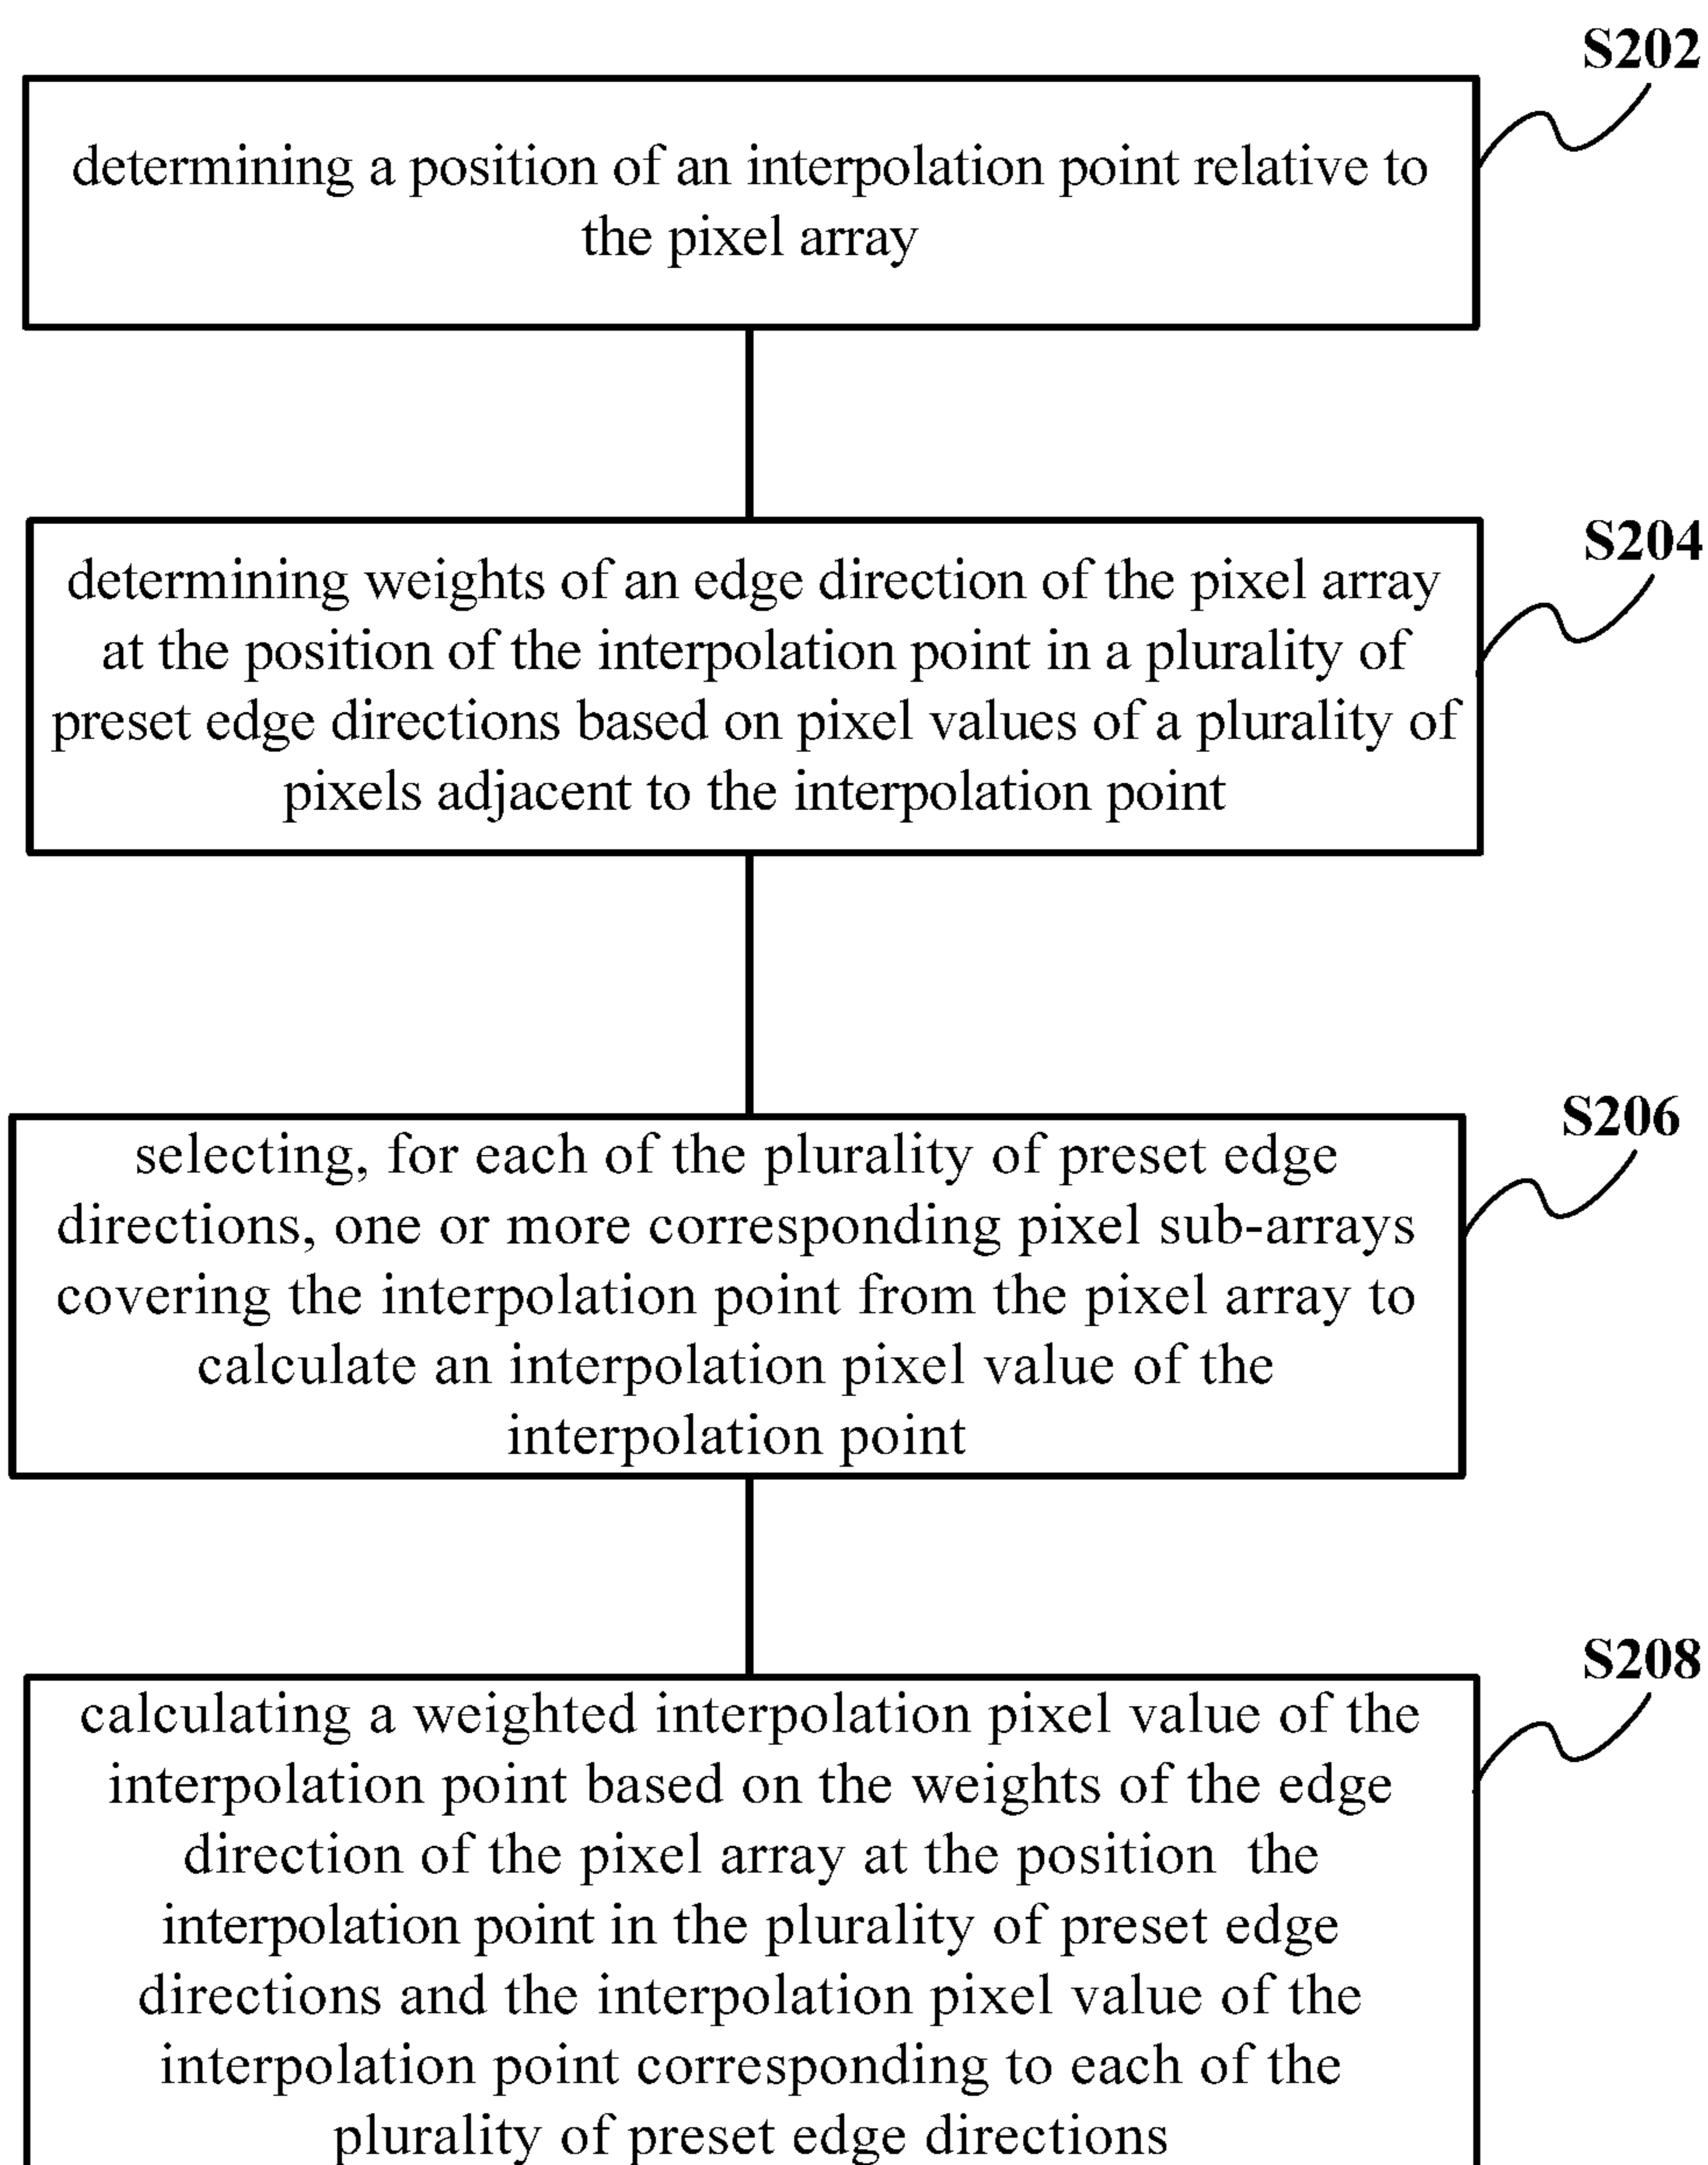 S202
determining a position of an interpolation point relative to
the pixel array
S204
determining weights of an edge direction of the pixel array
at the position of the interpolation point in a plurality of
preset edge directions based on pixel values of a plurality of
pixels adjacent to the interpolation point
S206
selecting, for each of the plurality of preset edge
directions, one or more corresponding pixel sub-arrays
covering the interpolation point from the pixel array to
calculate an interpolation pixel value of the
interpolation point
S208
calculating a weighted interpolation pixel value of the
interpolation point based on the weights of the edge
direction of the pixel array at the position the
interpolation point in the plurality of preset edge
directions and the interpolation pixel value of the
interpolation point corresponding to each of the
plurality of preset edge directions